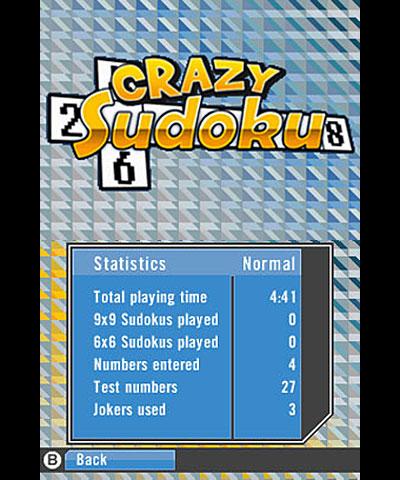 CRAZY
2 Sudoku 8
6
Statistics Normal
Total playing time 4:41
9x9 Sudokus played 0
6x6 Sudokus played 0
Numbers entered 4
Test numbers 27
Jokers used 3
B Back